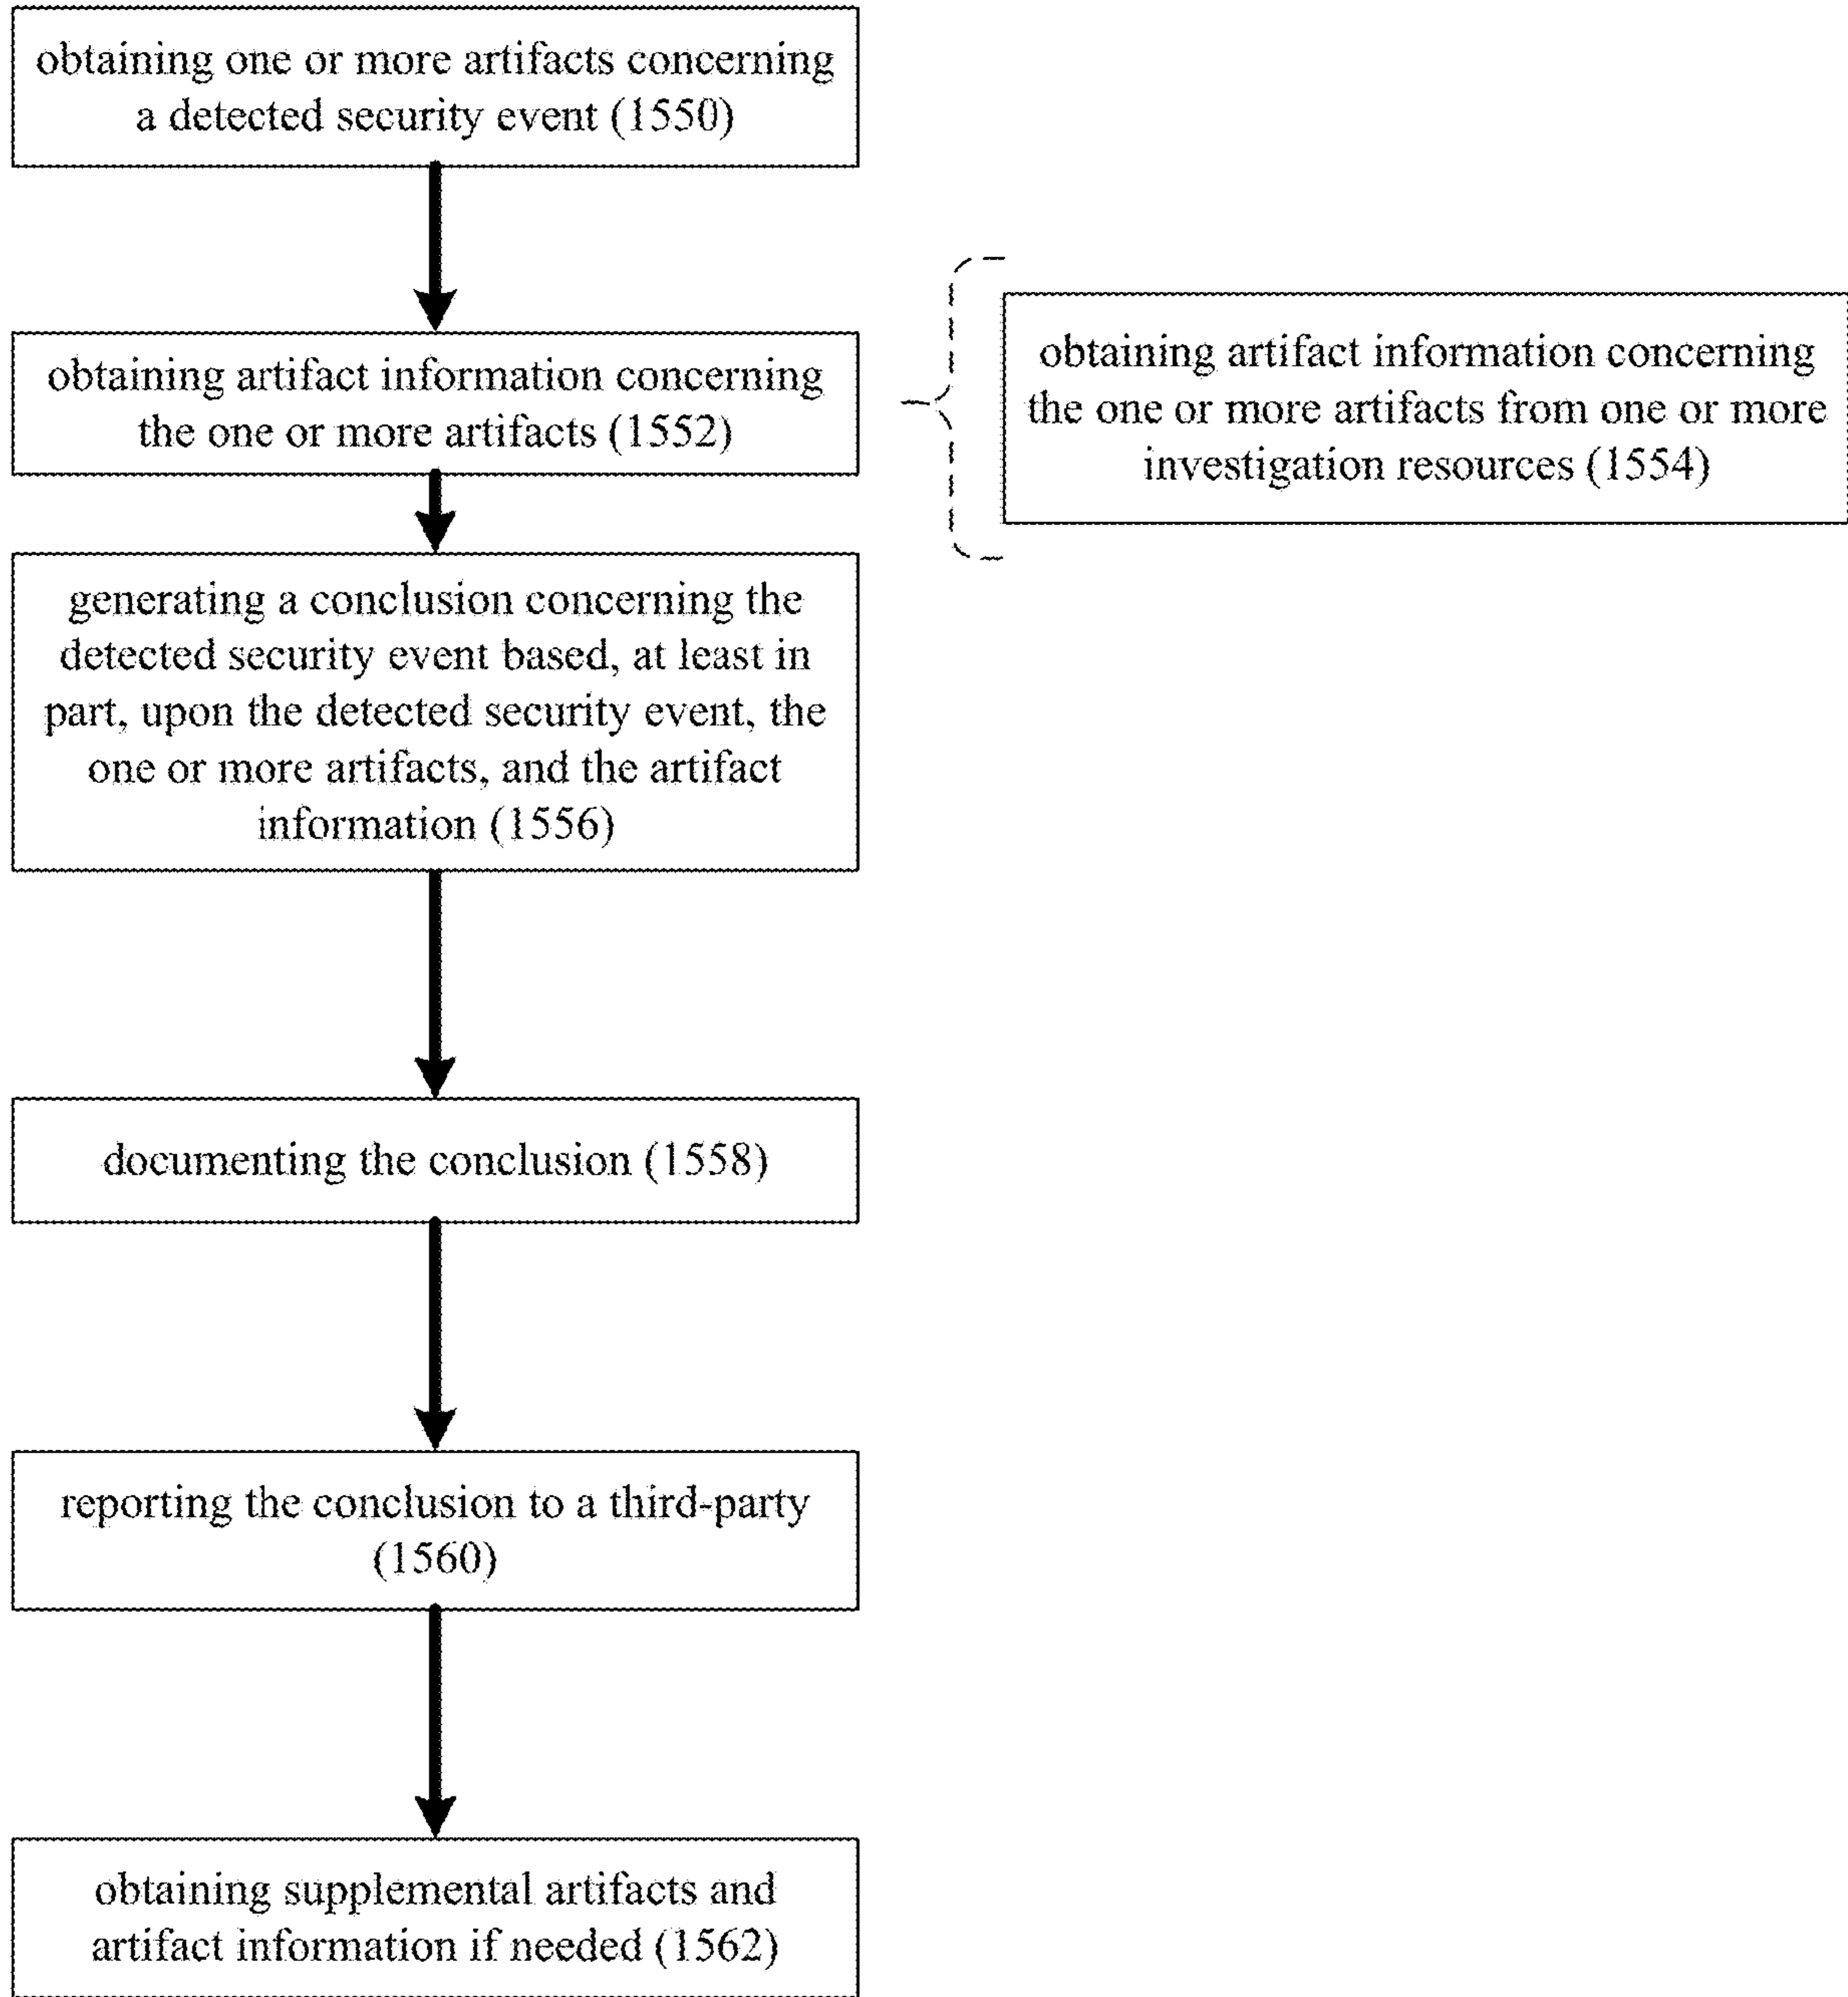 obtaining one or more artifacts concerning
a detected security event (1550)
obtaining artifact information concerning
the one or more artifacts (1552)
obtaining artifact information concerning
the one or more artifacts from one or more
investigation resources (1554)
generating a conclusion concerning the
detected security event based, at least in
part, upon the detected security event, the
one or more artifacts, and the artifact
information (1556)
documenting the conclusion (1558)
reporting the conclusion to a third-party
(1560)
obtaining supplemental artifacts and
artifact information if needed (1562)